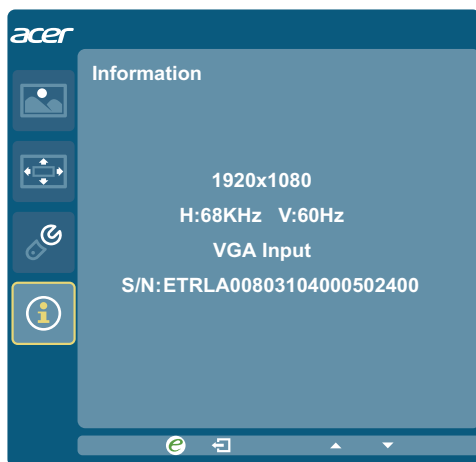 acer
Information
1920x1080
H:68KHz V:60Hz
VGA Input
S/N:ETRLA00803104000502400